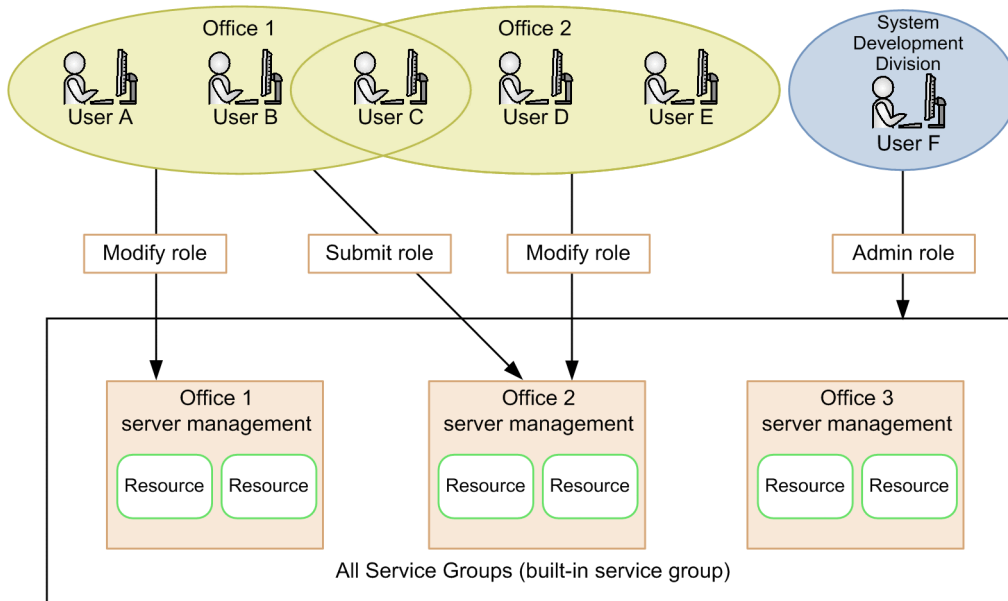 Office 1
Office 2
System
Development
Division
User A
User B
User C
User D
User E
User F
Modify role
Submit role
Modify role
Admin role
Office 1
server management
Resource
Resource
Office 2
server management
Resource
Resource
Office 3
server management
Resource
Resource
All Service Groups (built-in service group)